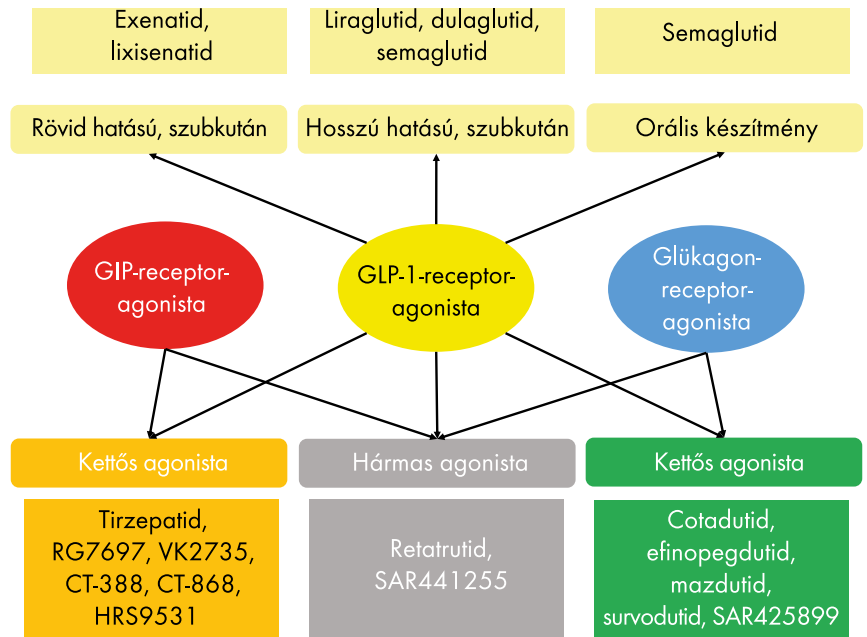 Exenatid,
lixisenatid
Liraglutid, dulaglutid,
semaglutid
Semaglutid
Rövid hatású, szubkután
Hosszú hatású, szubkután
Orális készítmény
GIP-receptor-
agonista
GLP-1-receptor-
agonista
Glükagon-
receptor-
agonista
Kettős agonista
Hármas agonista
Kettős agonista
Tirzepatid,
RG7697, VK2735,
CT-388, CT-868,
HRS9531
Retatrutid,
SAR441255
Cotadutid,
efinopegdutid,
mazdutid,
survodutid, SAR425899